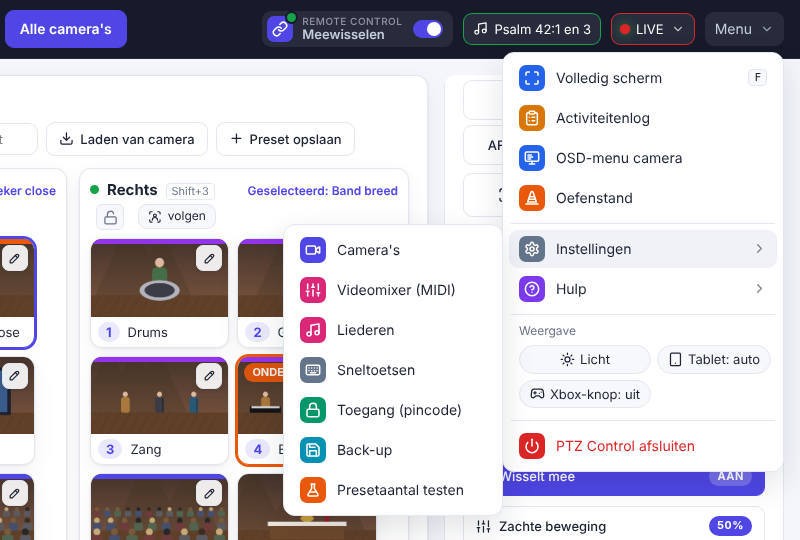 Alle camera's
REMOTE CONTROL
Meewisselen
Psalm 42:1 en 3
LIVE
Menu
Laden van camera
Preset opslaan
eker close
Rechts
Shift+3
Geselecteerd: Band breed
volgen
1 Drums
2
3 Zang
4
ose
Volledig scherm
F
Activiteitenlog
OSD-menu camera
Oefenstand
Instellingen
Hulp
Weergave
Licht
Tablet: auto
Xbox-knop: uit
PTZ Control afsluiten
Camera's
Videomixer (MIDI)
Liederen
Sneltoetsen
Toegang (pincode)
Back-up
Presetaantal testen
Wisselt mee
AAN
Zachte beweging
50%